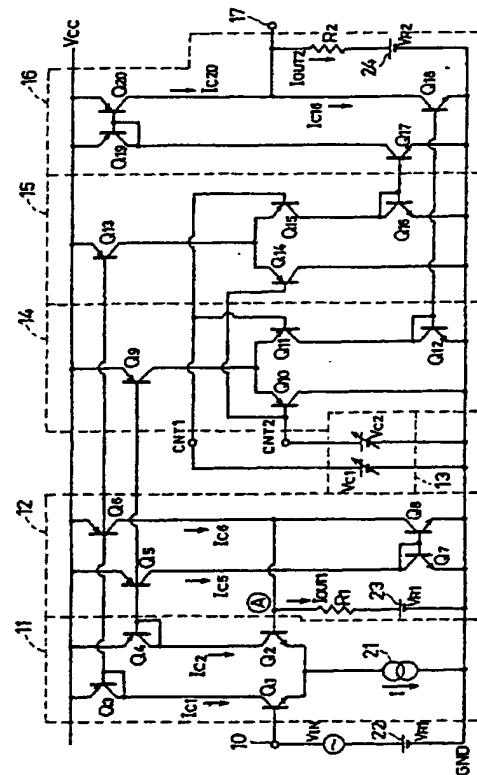 16
15
14
12
11
17
Vcc
Q20
Q19
IC20
IOUT2
R2
VR2
24
IC18
Q18
Q17
Q13
Q15
Q14
Q16
Q9
Q11
Q10
Q12
CNT1
CNT2
VC1
VC2
13
Q6
Q5
IC6
IC5
Q8
Q7
A
IOUT1
R1
23
VR1
Q3
Q4
IC1
IC2
Q1
Q2
21
I
10
VIN
22
VR1
GND